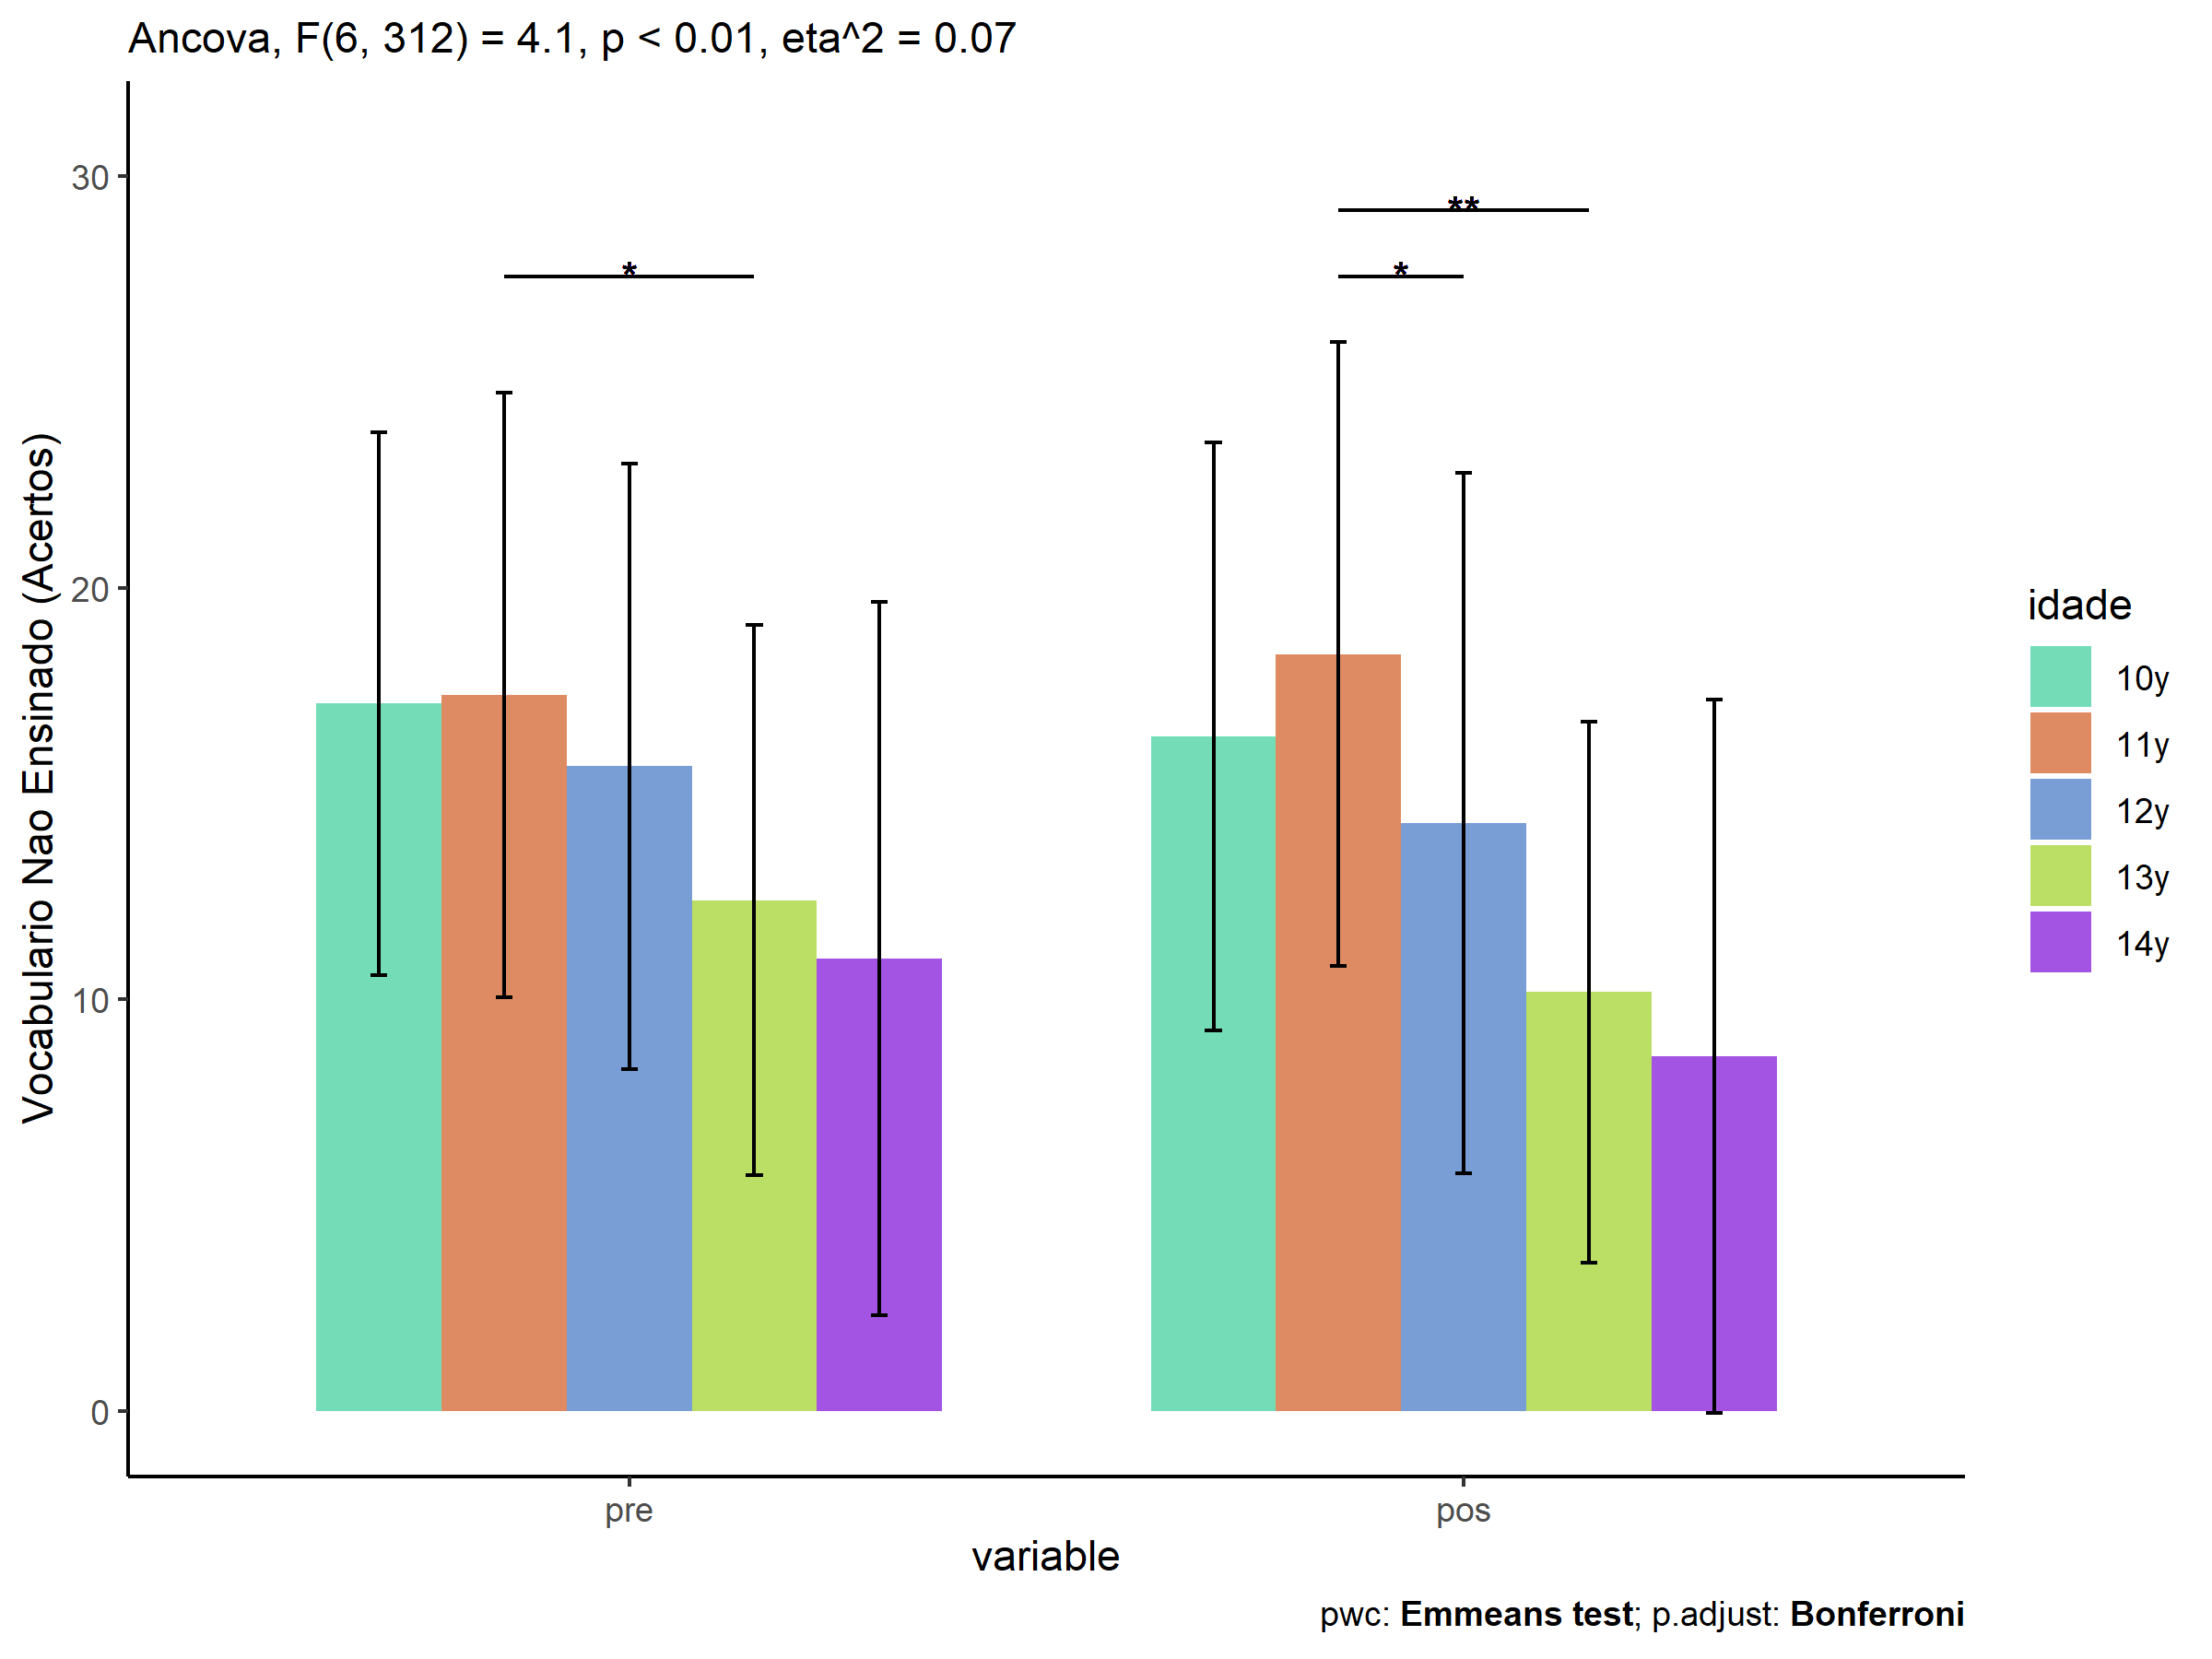 Ancova, F(6, 312) = 4.1, p < 0.01, eta^2 = 0.07
Vocabulario Nao Ensinado (Acertos)
30
20
10
0
*
**
*
pre
pos
variable
idade
10y
11y
12y
13y
14y
pwc: Emmeans test; p.adjust: Bonferroni